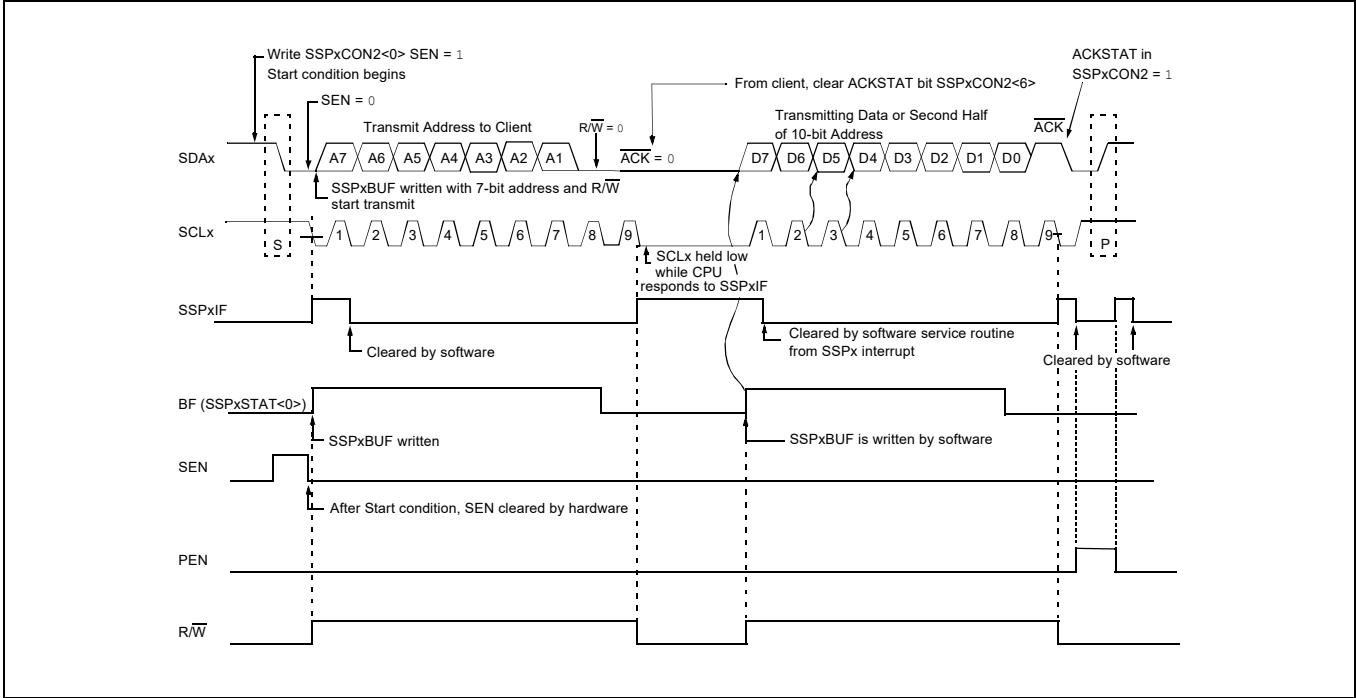 Write SSPxCON2<0> SEN = 1
Start condition begins
ACKSTAT in
SSPxCON2 = 1
From client, clear ACKSTAT bit SSPxCON2<6>
SEN = 0
Transmit Address to Client
R/W̅ = 0
Transmitting Data or Second Half
of 10-bit Address
A̅C̅K̅
SDAx
A7 A6 A5 A4 A3 A2 A1
A̅C̅K̅ = 0
D7 D6 D5 D4 D3 D2 D1 D0
SSPxBUF written with 7-bit address and R/W̅
start transmit
SCLx
S
1 2 3 4 5 6 7 8 9
1 2 3 4 5 6 7 8 9
P
SCLx held low
while CPU
responds to SSPxIF
SSPxIF
Cleared by software
Cleared by software service routine
from SSPx interrupt
Cleared by software
BF (SSPxSTAT<0>)
SSPxBUF written
SSPxBUF is written by software
SEN
After Start condition, SEN cleared by hardware
PEN
R/W̅